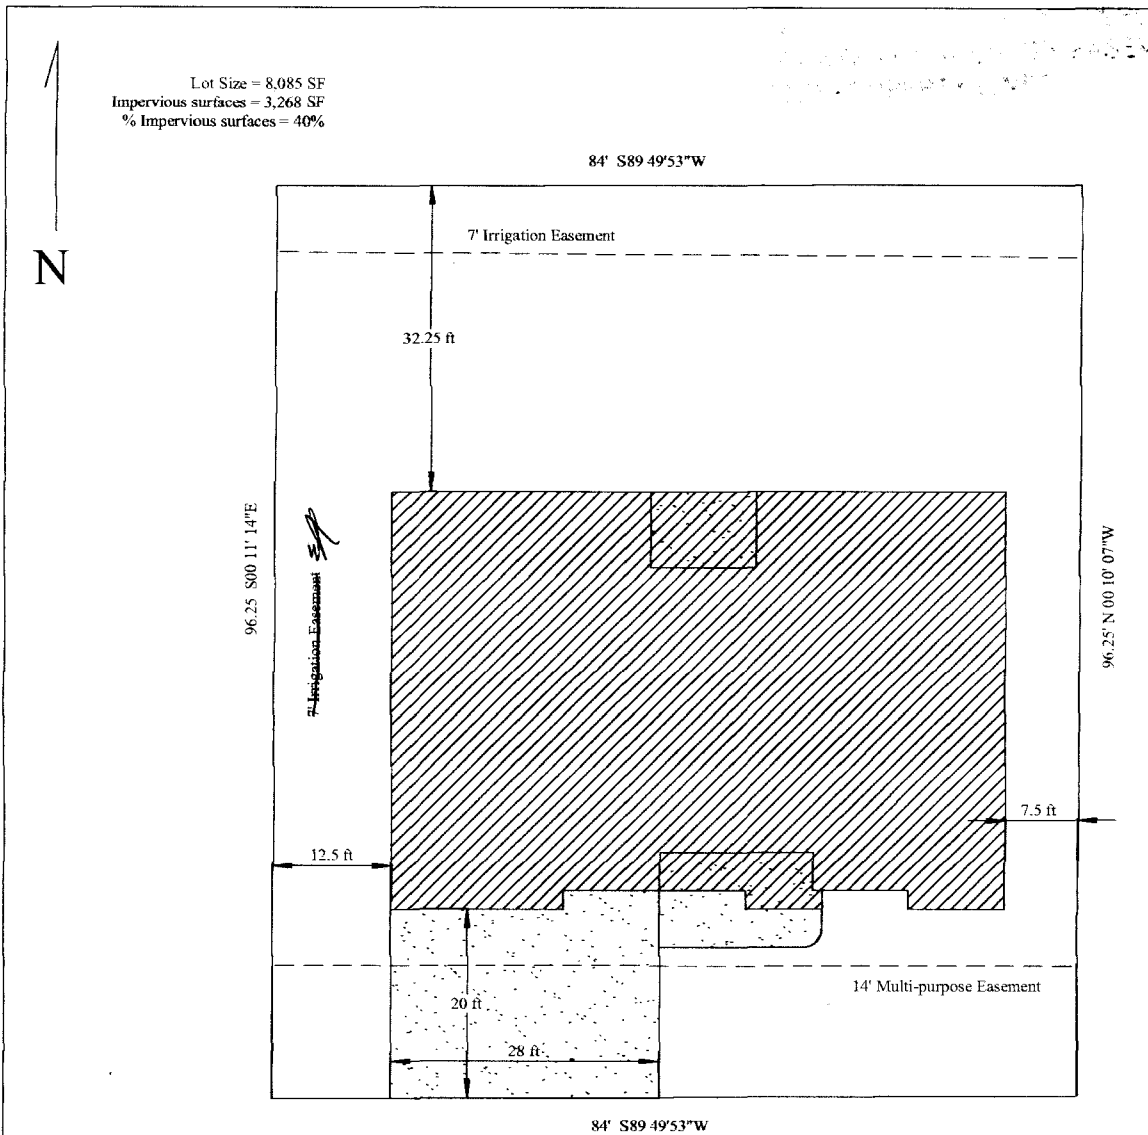 Lot Size = 8,085 SF
Impervious surfaces = 3,268 SF
% Impervious surfaces = 40%
N
84' S89 49'53"W
7' Irrigation Easement
32.25 ft
96.25 S00 11' 14"E
7' Irrigation Easement
96.25' N 00 10' 07"W
7.5 ft
12.5 ft
14' Multi-purpose Easement
20 ft
28 ft
84' S89 49'53"W